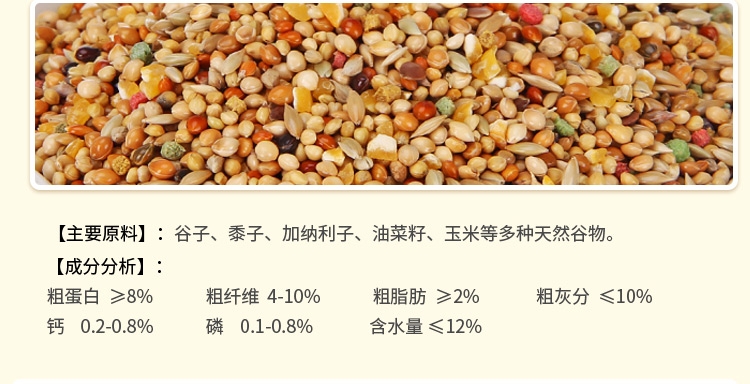 【主要原料】：谷子、黍子、加纳利子、油菜籽、玉米等多种天然谷物。
【成分分析】：
粗蛋白 ≥8% 粗纤维 4-10% 粗脂肪 ≥2% 粗灰分 ≤10%
钙 0.2-0.8% 磷 0.1-0.8% 含水量 ≤12%